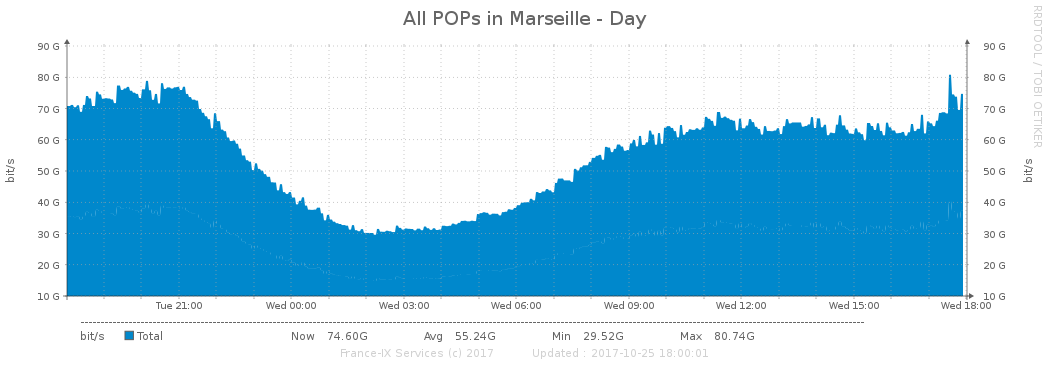 All POPs in Marseille - Day
RRDTOOL / TOBI OETIKER
bit/s
90 G 90 G
80 G 80 G
70 G 70 G
60 G 60 G
50 G 50 G
40 G 40 G
30 G 30 G
20 G 20 G
10 G 10 G
bit/s
Tue 21:00 Wed 00:00 Wed 03:00 Wed 06:00 Wed 09:00 Wed 12:00 Wed 15:00 Wed 18:00
bit/s Total Now 74.60G Avg 55.24G Min 29.52G Max 80.74G
France-IX Services (c) 2017 Updated : 2017-10-25 18:00:01